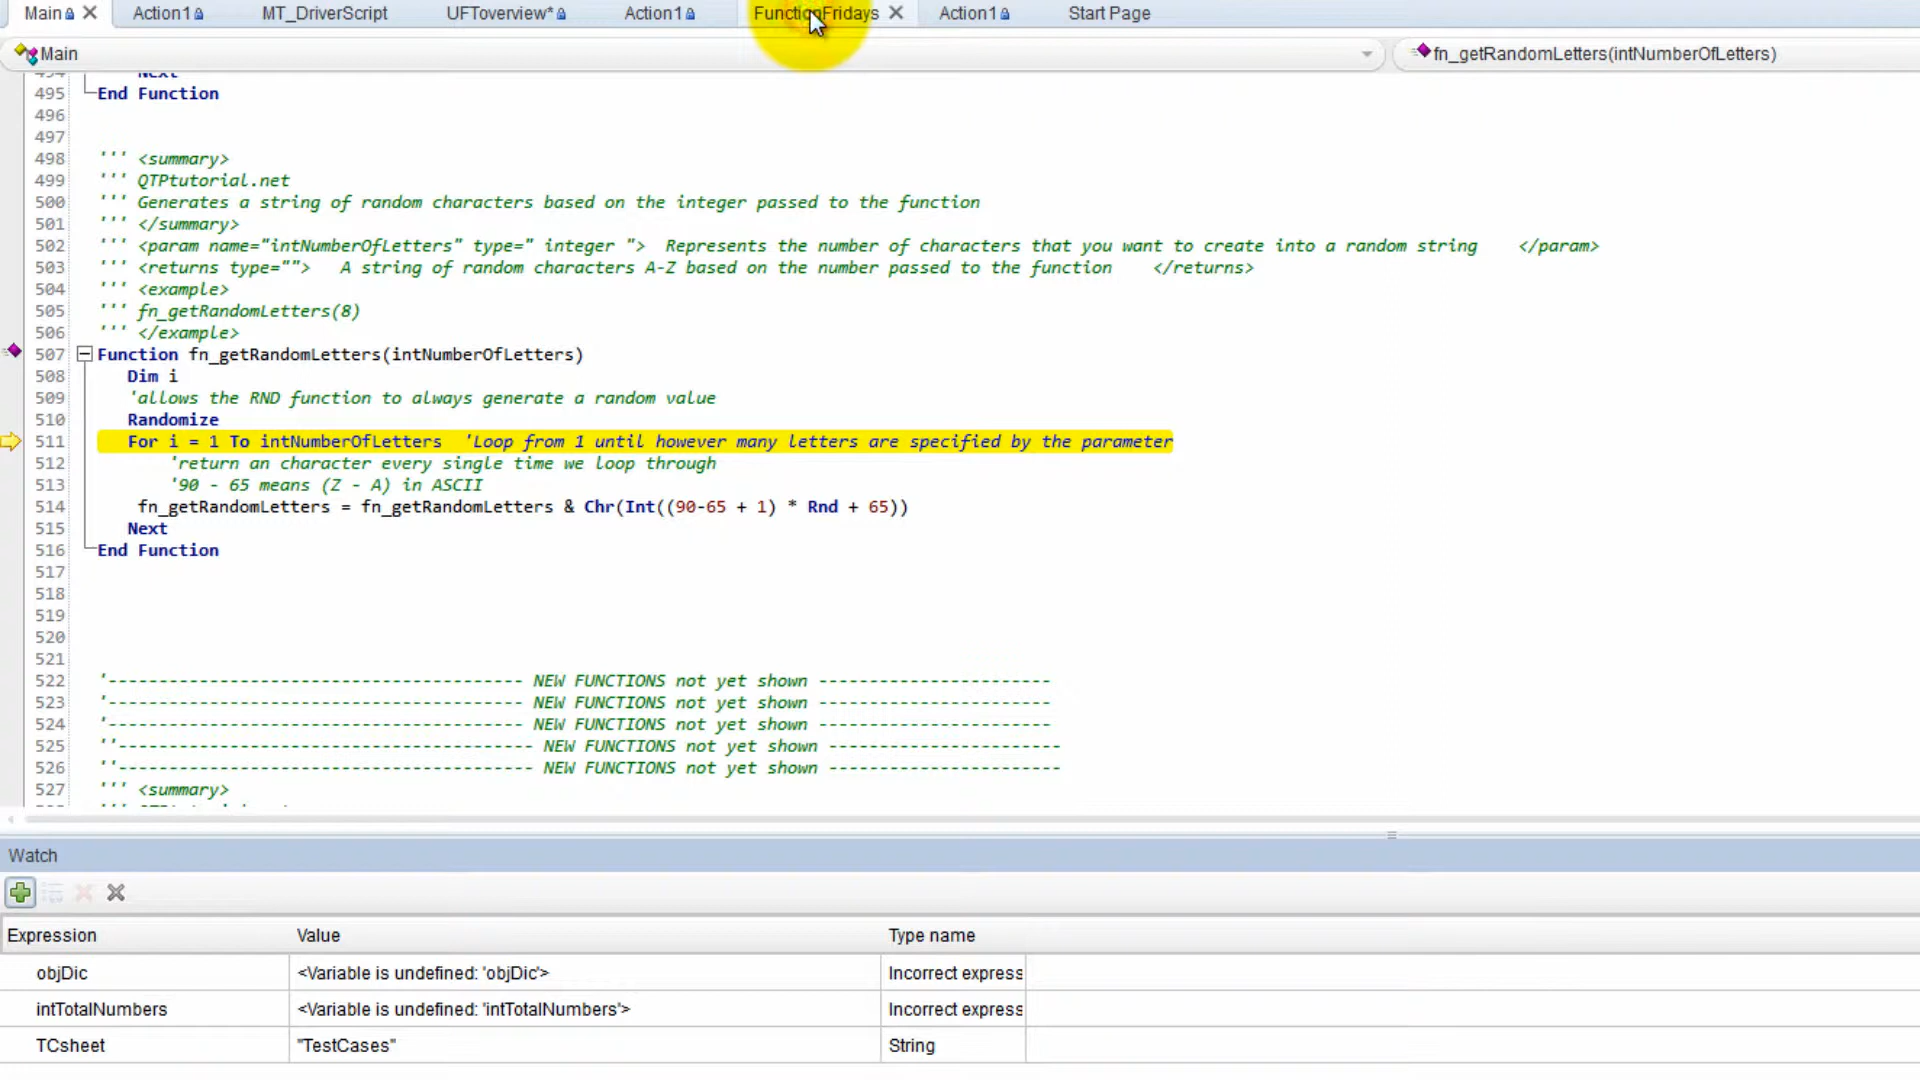 Main Action1 MT_DriverScript UFToverview* Action1 FunctionFridays Action1 Start Page
Main fn_getRandomLetters(intNumberOfLetters)
494 Next
495 End Function
496
497
498 ''' <summary>
499 ''' QTPtutorial.net
500 ''' Generates a string of random characters based on the integer passed to the function
501 ''' </summary>
502 ''' <param name="intNumberOfLetters" type=" integer "> Represents the number of characters that you want to create into a random string </param>
503 ''' <returns type=""> A string of random characters A-Z based on the number passed to the function </returns>
504 ''' <example>
505 ''' fn_getRandomLetters(8)
506 ''' </example>
507 Function fn_getRandomLetters(intNumberOfLetters)
508 Dim i
509 'allows the RND function to always generate a random value
510 Randomize
511 For i = 1 To intNumberOfLetters 'Loop from 1 until however many letters are specified by the parameter
512 'return an character every single time we loop through
513 '90 - 65 means (Z - A) in ASCII
514 fn_getRandomLetters = fn_getRandomLetters & Chr(Int((90-65 + 1) * Rnd + 65))
515 Next
516 End Function
517
518
519
520
521
522 '----------------------------------------- NEW FUNCTIONS not yet shown -----------------------
523 '----------------------------------------- NEW FUNCTIONS not yet shown -----------------------
524 '----------------------------------------- NEW FUNCTIONS not yet shown -----------------------
525 ''----------------------------------------- NEW FUNCTIONS not yet shown -----------------------
526 ''----------------------------------------- NEW FUNCTIONS not yet shown -----------------------
527 ''' <summary>
Watch
Expression Value Type name
objDic <Variable is undefined: 'objDic'> Incorrect express
intTotalNumbers <Variable is undefined: 'intTotalNumbers'> Incorrect express
TCsheet "TestCases" String